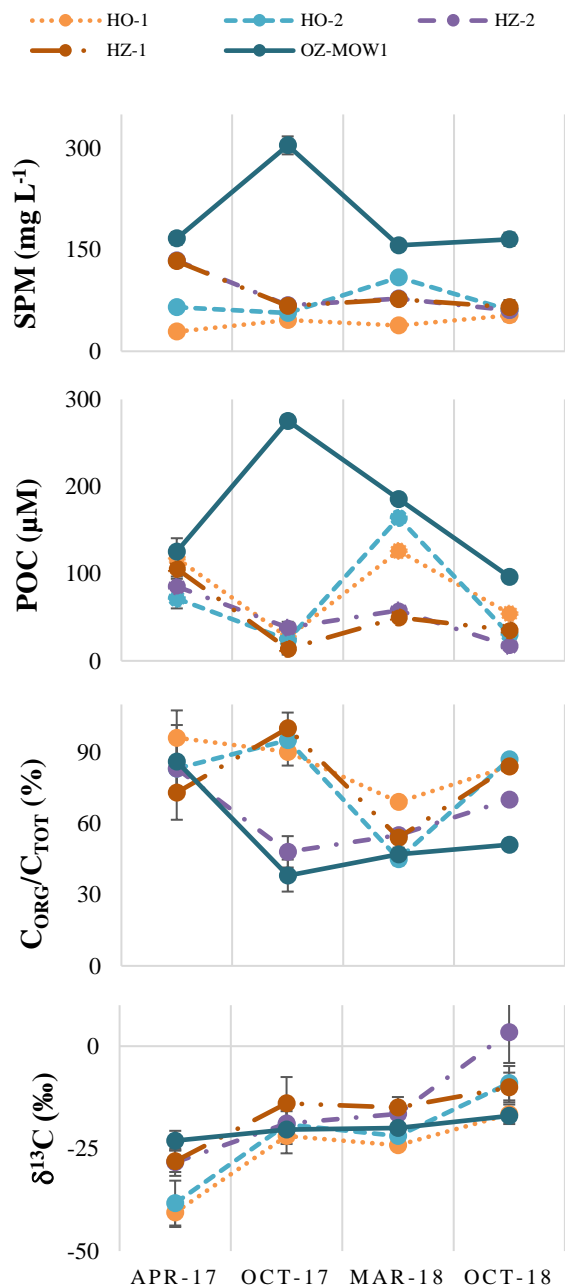 HO-1 HO-2 HZ-2
HZ-1 OZ-MOW1
SPM (mg L⁻¹)
300
150
0
POC (µM)
300
200
100
0
C_ORG/C_TOT (%)
90
60
30
0
δ¹³C (‰)
0
-25
-50
APR-17 OCT-17 MAR-18 OCT-18